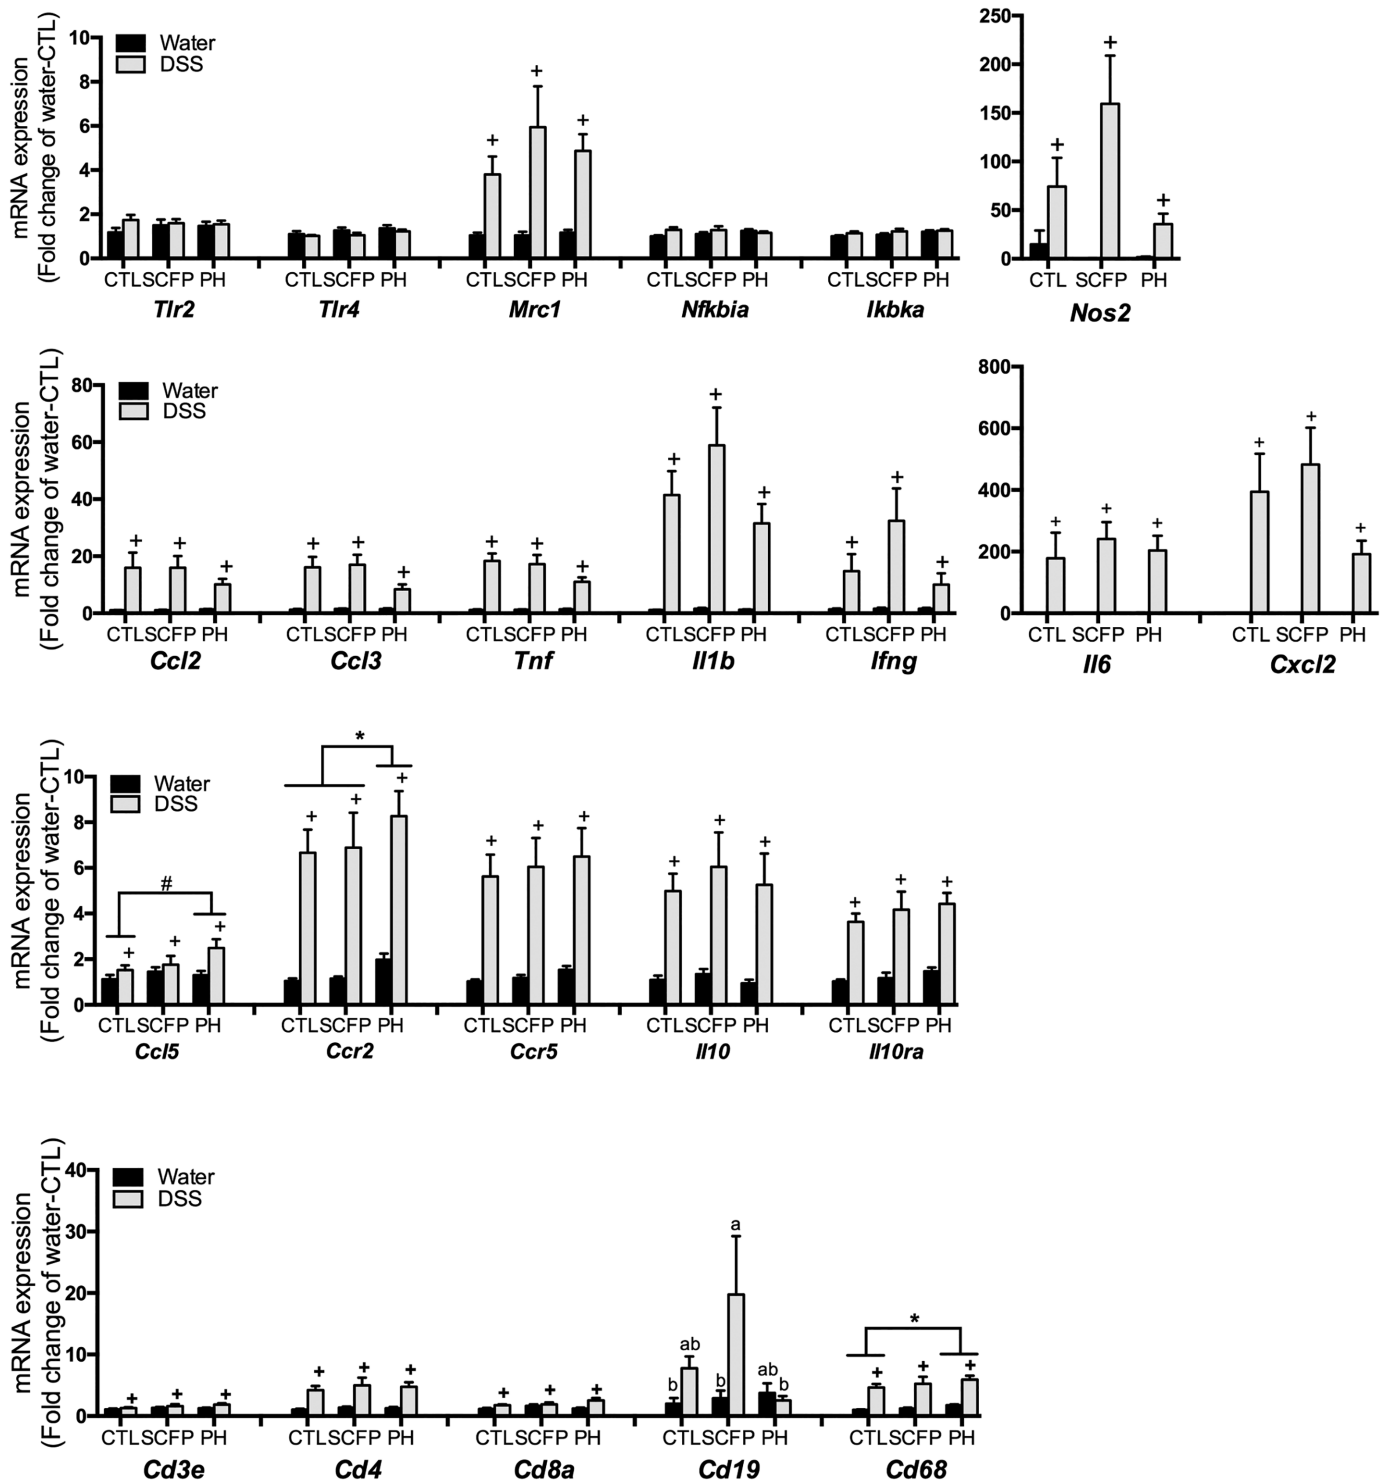 mRNA expression
(Fold change of water-CTL)
10
8
6
4
2
0
Water
DSS
+ + +
CTL SCFP PH CTL SCFP PH CTL SCFP PH CTL SCFP PH CTL SCFP PH
Tlr2 Tlr4 Mrc1 Nfkbia Ikbka
250
200
150
100
50
0
+ + +
CTL SCFP PH
Nos2
mRNA expression
(Fold change of water-CTL)
80
60
40
20
0
Water
DSS
+ + + + + + + + + + + + + + +
CTL SCFP PH CTL SCFP PH CTL SCFP PH CTL SCFP PH CTL SCFP PH
Ccl2 Ccl3 Tnf Il1b Ifng
800
600
400
200
0
+ + + + + +
CTL SCFP PH CTL SCFP PH
Il6 Cxcl2
mRNA expression
(Fold change of water-CTL)
10
8
6
4
2
0
Water
DSS
# *
+ + + + + + + + + + + + + + +
CTL SCFP PH CTL SCFP PH CTL SCFP PH CTL SCFP PH CTL SCFP PH
Ccl5 Ccr2 Ccr5 Il10 Il10ra
mRNA expression
(Fold change of water-CTL)
40
30
20
10
0
Water
DSS
*
+ + + + + + + + + b ab b a ab b + + +
CTL SCFP PH CTL SCFP PH CTL SCFP PH CTL SCFP PH CTL SCFP PH
Cd3e Cd4 Cd8a Cd19 Cd68